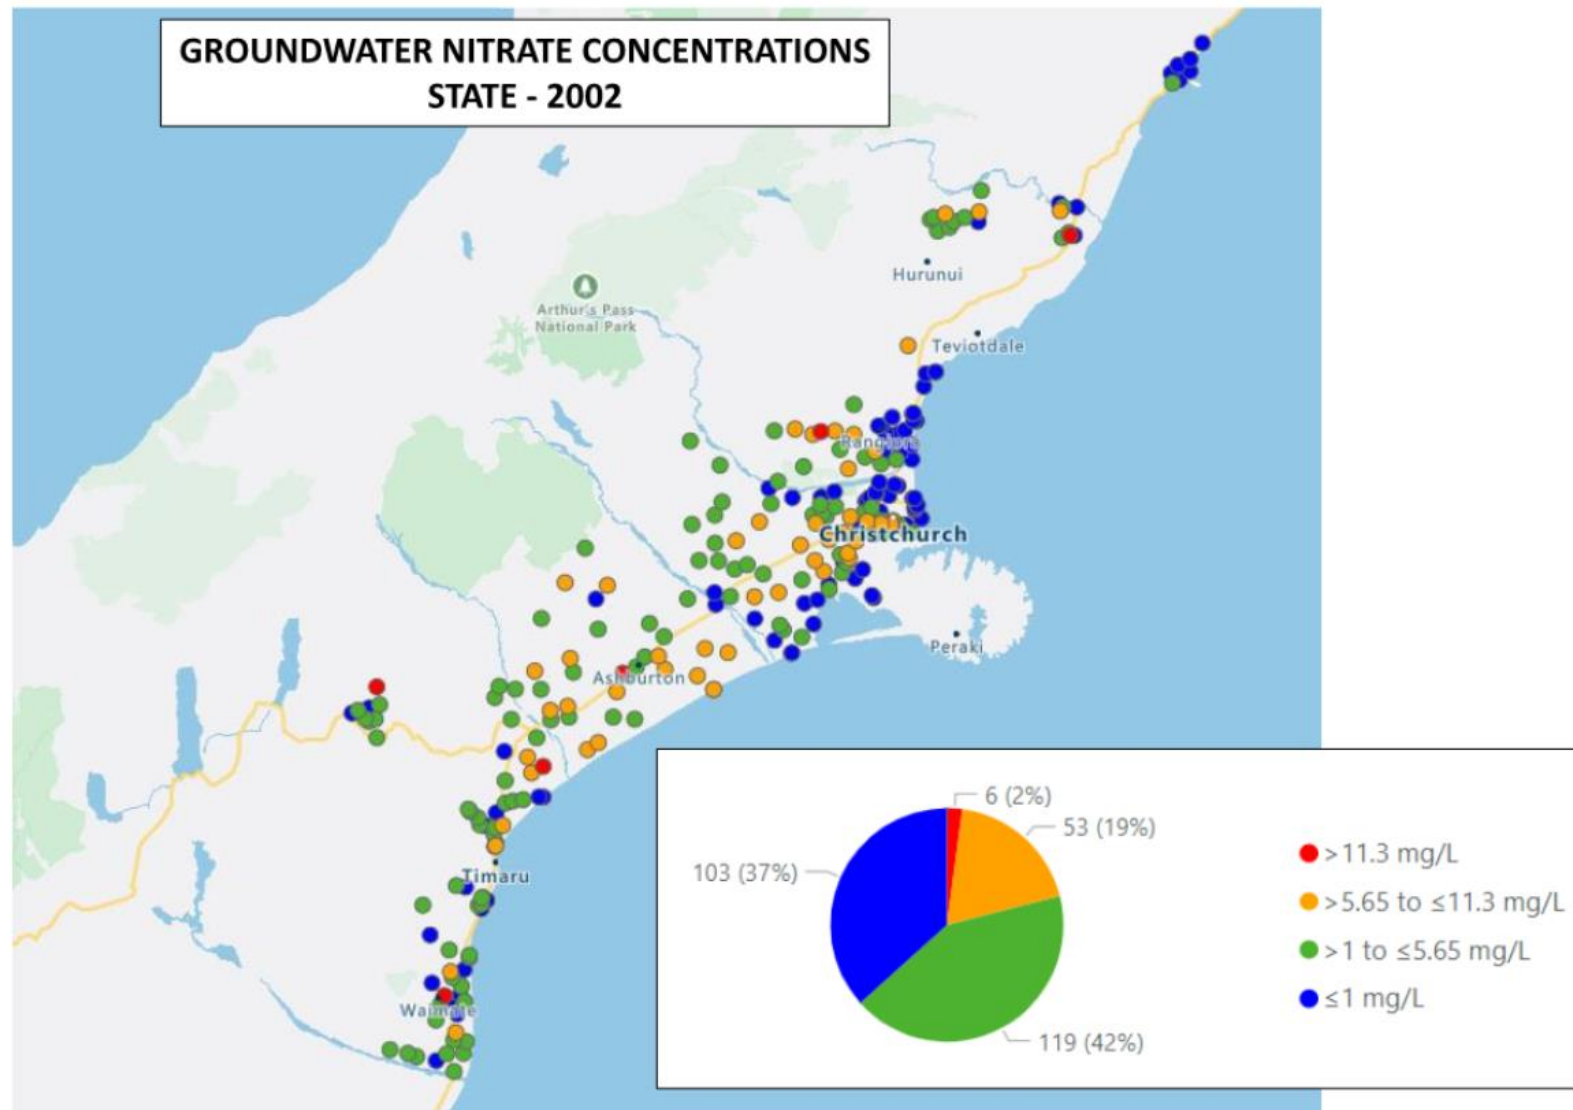 GROUNDWATER NITRATE CONCENTRATIONS
STATE - 2002
Hurunui
Arthur's Pass
National Park
Teviotdale
Rangiora
Christchurch
Peraki
Ashburton
Timaru
Waimate
6 (2%)
53 (19%)
103 (37%)
119 (42%)
>11.3 mg/L
>5.65 to ≤11.3 mg/L
>1 to ≤5.65 mg/L
≤1 mg/L